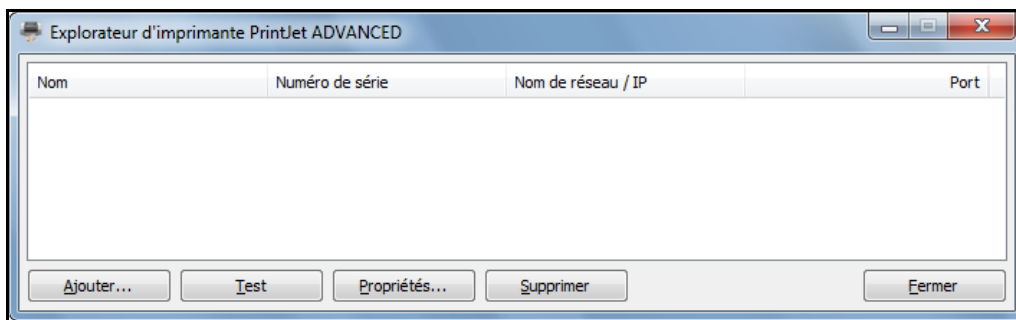 Explorateur d'imprimante PrintJet ADVANCED
Nom Numéro de série Nom de réseau / IP Port
Ajouter... Test Propriétés... Supprimer Fermer